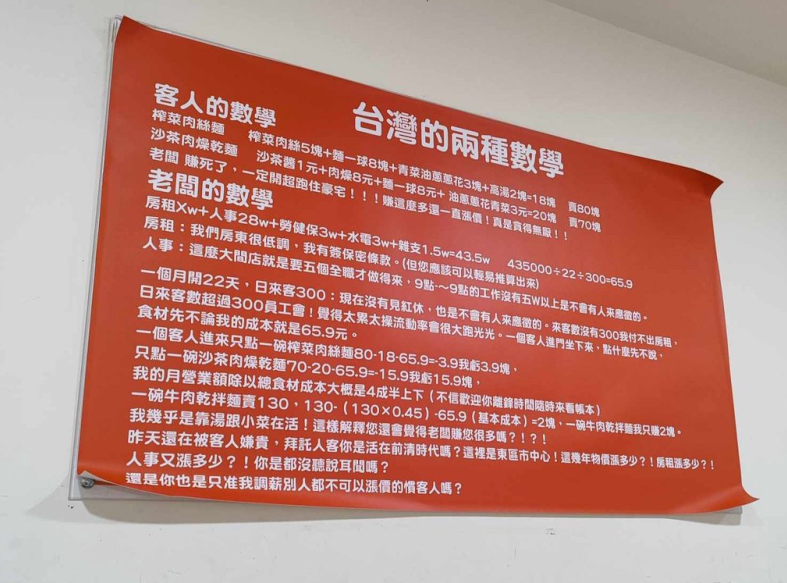 台灣的兩種數學
客人的數學
榨菜肉絲麵　榨菜肉絲5塊+麵一球8塊+青菜油蔥蔥花3塊+高湯2塊=18塊　賣80塊
沙茶肉燥乾麵　沙茶醬1元+肉燥8元+麵一球8元+ 油蔥蔥花青菜3元=20塊　賣70塊
老闆 賺死了，一定開超跑住豪宅！！！賺這麼多還一直漲價！真是貪得無厭！！
老闆的數學
房租Xw+人事28w+勞健保3w+水電3w+雜支1.5w=43.5w　435000÷22÷300=65.9
房租：我們房東很低調，我有簽保密條款。(但您應該可以輕易推算出來)
人事：這麼大間店就是要五個全職才做得來，9點~~9點的工作沒有五W以上是不會有人來應徵的。
一個月開22天，日來客300：現在沒有見紅休，也是不會有人來應徵的。來客數沒有300我付不出房租，
日來客數超過300員工會！覺得太累太操流動率會很大跑光光。一個客人進門坐下來，點什麼先不說，
食材先不論我的成本就是65.9元。
一個客人進來只點一碗榨菜肉絲麵80-18-65.9=-3.9我虧3.9塊，
只點一碗沙茶肉燥乾麵70-20-65.9=-15.9我虧15.9塊，
我的月營業額除以總食材成本大概是4成半上下（不信歡迎你離鋒時間隨時來看帳本）
一碗牛肉乾拌麵賣130，130-（130×0.45）-65.9（基本成本）=2塊，一碗牛肉乾拌麵我只賺2塊。
我幾乎是靠湯跟小菜在活！這樣解釋您還會覺得老闆賺您很多嗎？！？！
昨天還在被客人嫌貴，拜託人客你是活在前清時代嗎？這裡是東區市中心！這幾年物價漲多少？！房租漲多少？！
人事又漲多少？！你是都沒聽說耳聞嗎？
還是你也是只准我調薪別人都不可以漲價的慣客人嗎？